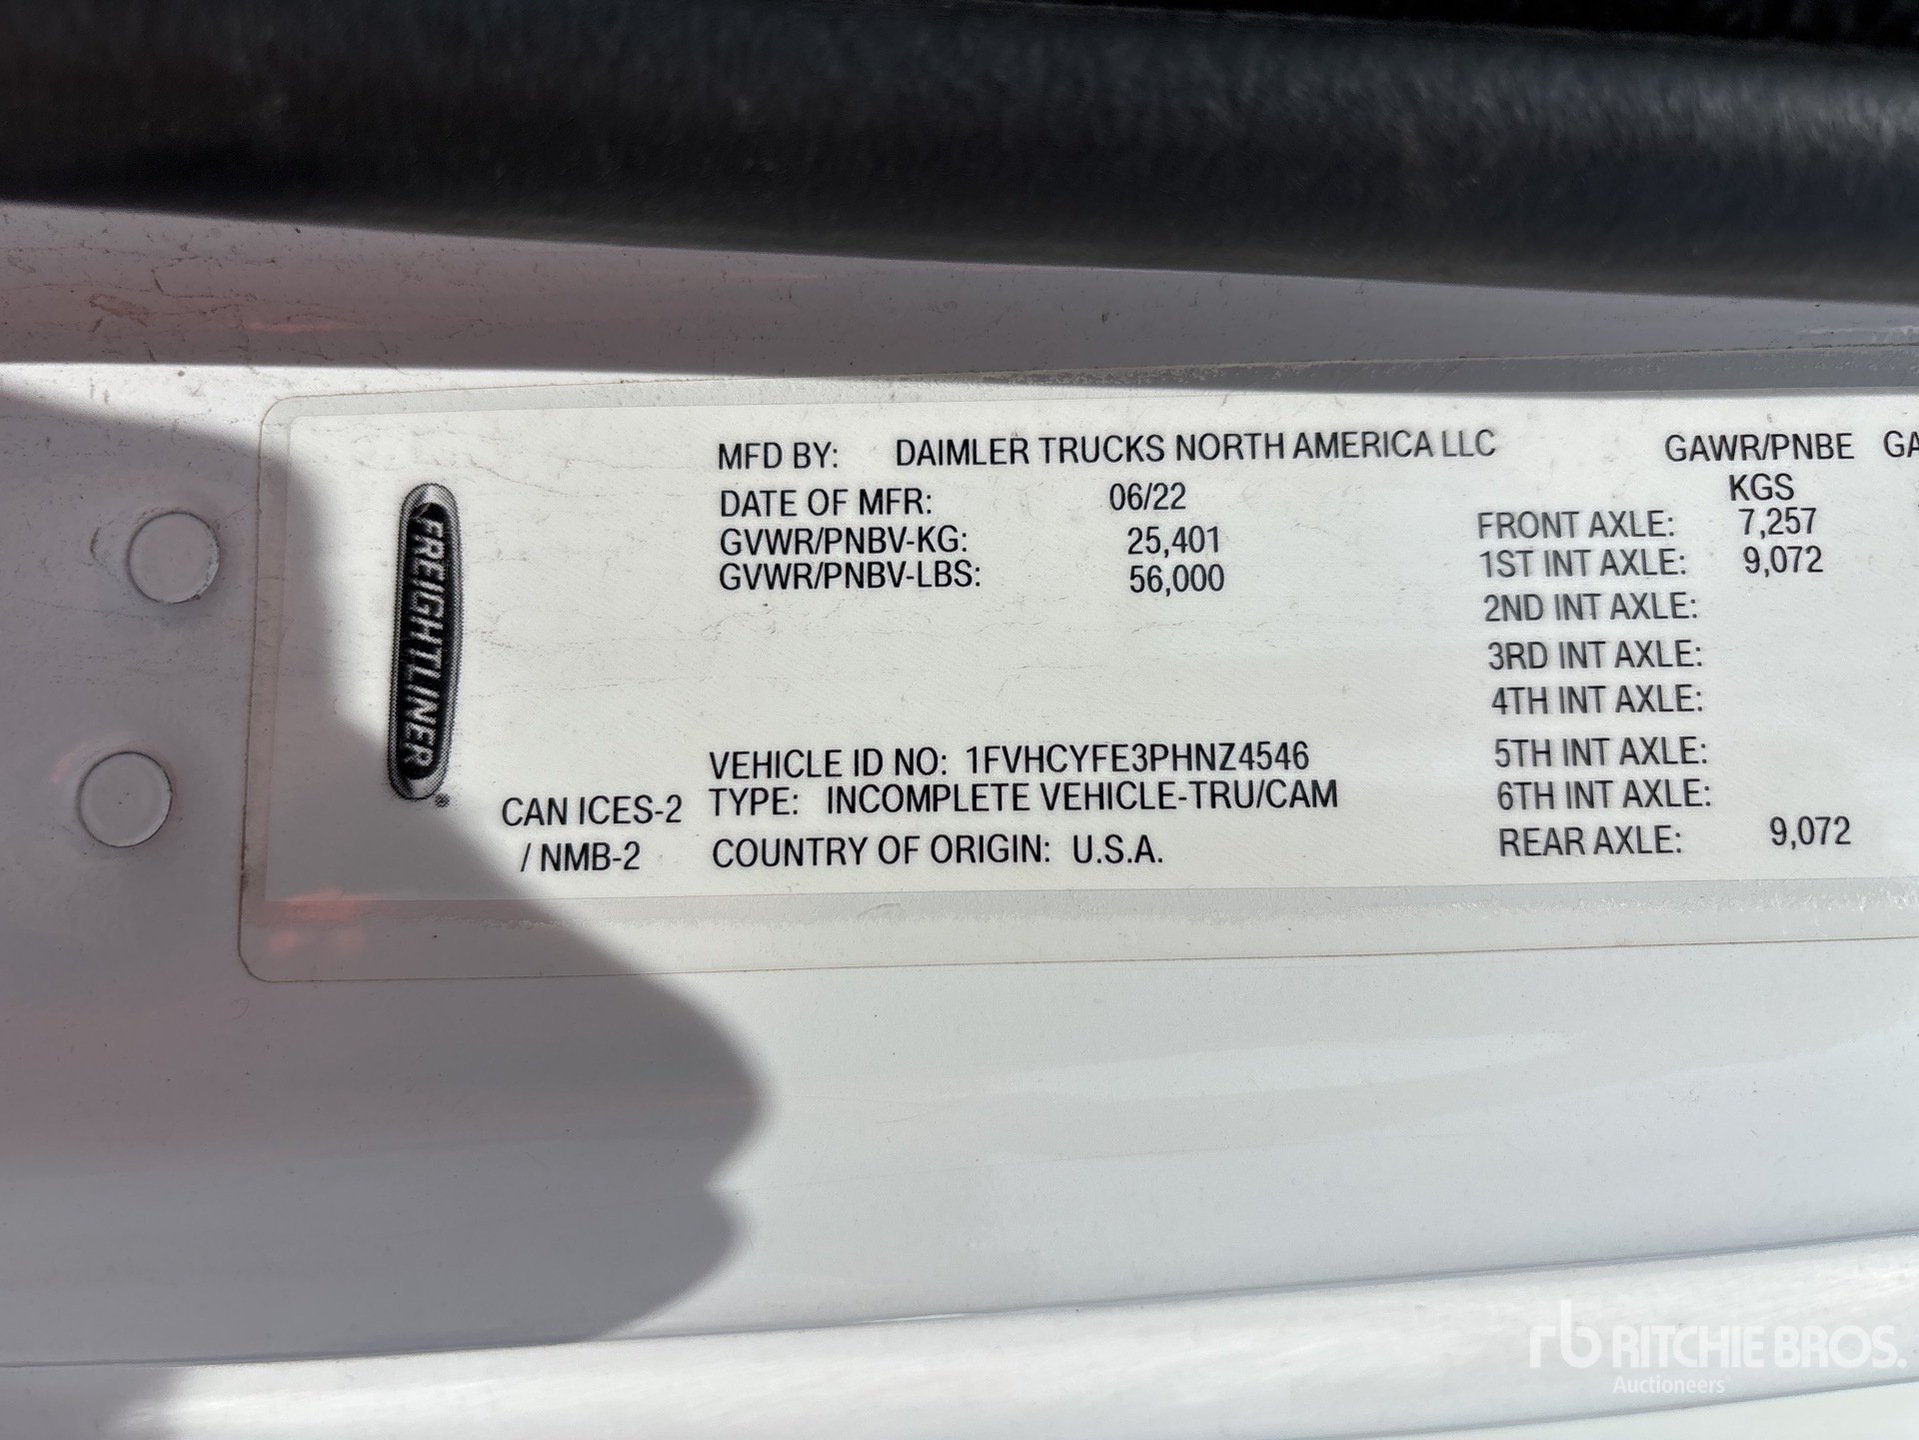 MFD BY: DAIMLER TRUCKS NORTH AMERICA LLC
DATE OF MFR: 06/22
GVWR/PNBV-KG: 25,401
GVWR/PNBV-LBS: 56,000
FREIGHTLINER
VEHICLE ID NO: 1FVHCYFE3PHNZ4546
CAN ICES-2 TYPE: INCOMPLETE VEHICLE-TRU/CAM
/ NMB-2 COUNTRY OF ORIGIN: U.S.A.
GAWR/PNBE GA
KGS
FRONT AXLE: 7,257
1ST INT AXLE: 9,072
2ND INT AXLE:
3RD INT AXLE:
4TH INT AXLE:
5TH INT AXLE:
6TH INT AXLE:
REAR AXLE: 9,072
rb RITCHIE BROS.
Auctioneers